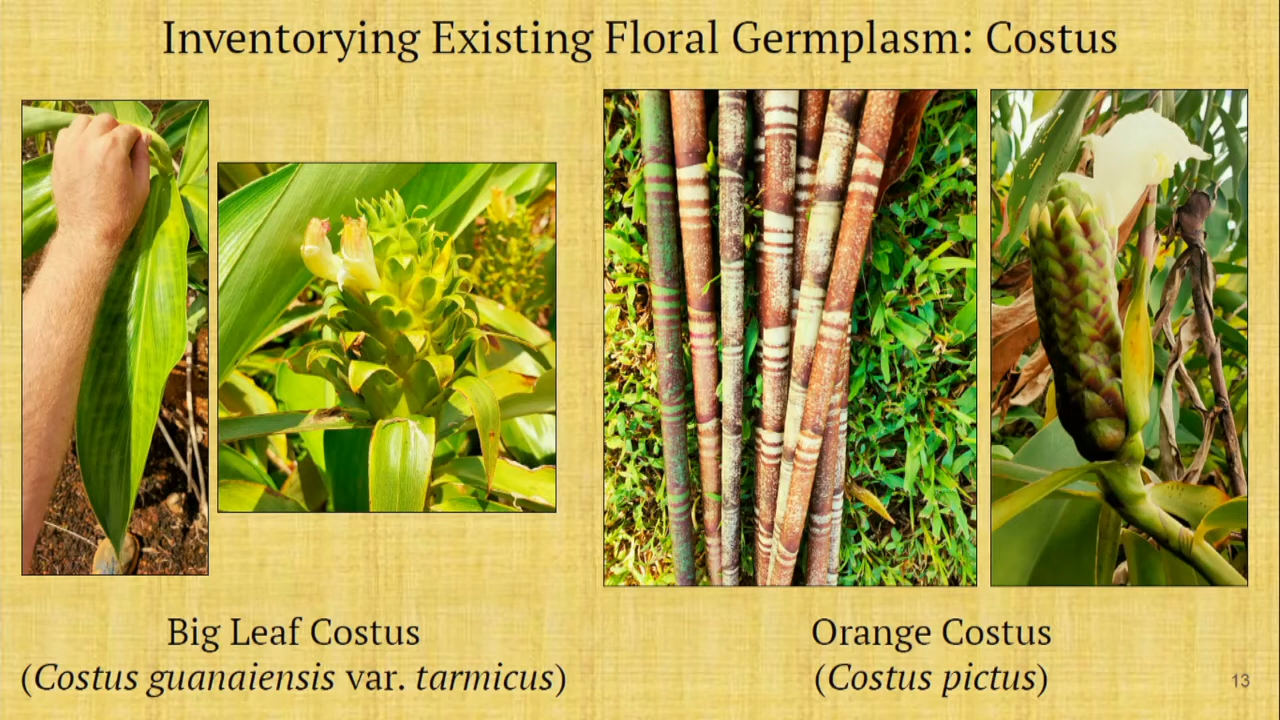 Inventorying Existing Floral Germplasm: Costus
Big Leaf Costus
(Costus guanaiensis var. tarmicus)
Orange Costus
(Costus pictus)
13